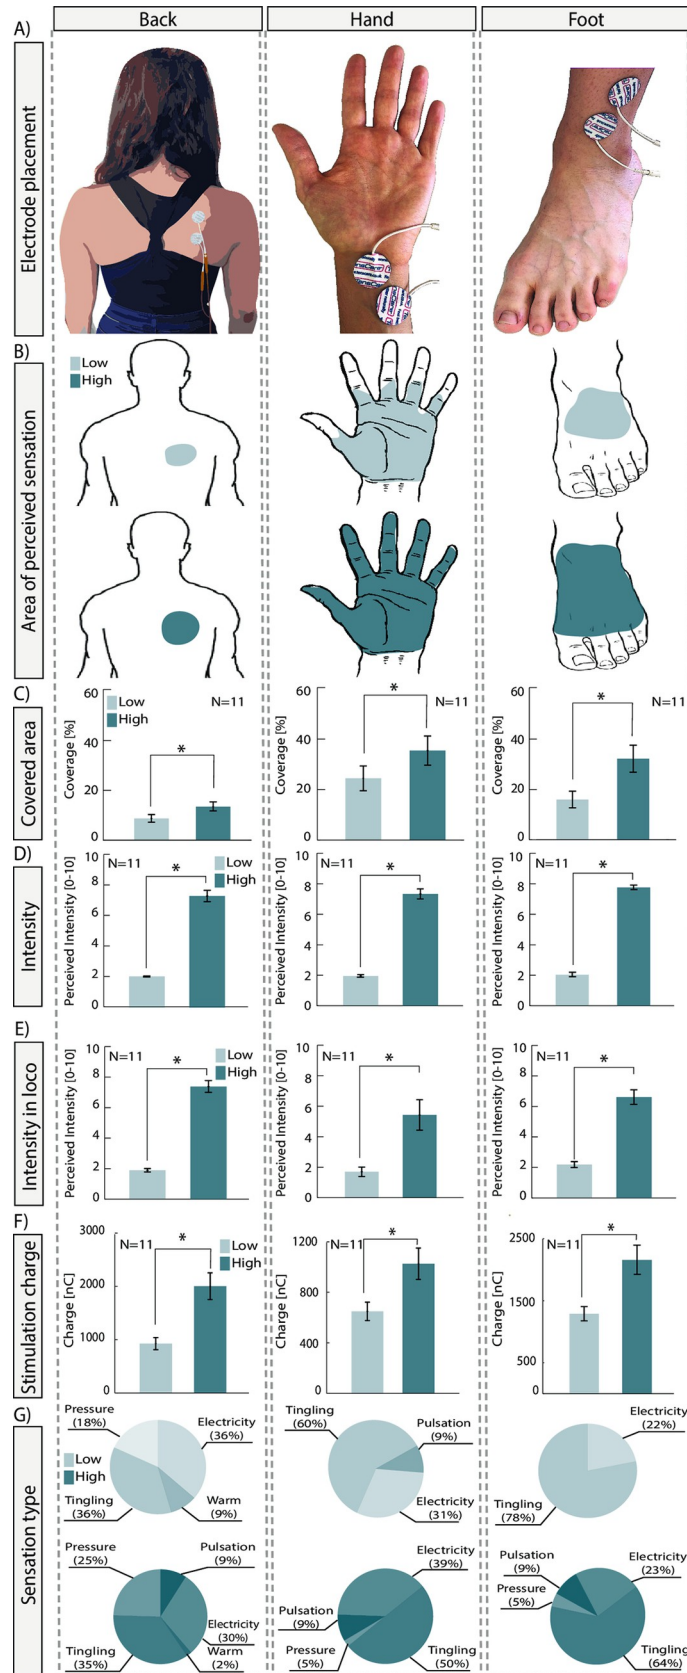 Back
Hand
Foot
A)
Electrode placement
B)
Area of perceived sensation
Low
High
C)
Covered area
Coverage [%]
60
40
20
0
Low
High
N=11
*
Coverage [%]
60
40
20
0
*
N=11
Coverage [%]
60
40
20
0
*
N=11
D)
Intensity
Perceived Intensity [0-10]
10
8
6
4
2
0
N=11
*
Low
High
Perceived Intensity [0-10]
10
8
6
4
2
0
N=11
*
Perceived Intensity [0-10]
10
8
6
4
2
0
N=11
*
E)
Intensity in loco
Perceived Intensity [0-10]
10
8
6
4
2
0
N=11
*
Low
High
Perceived Intensity [0-10]
10
8
6
4
2
0
N=11
*
Perceived Intensity [0-10]
10
8
6
4
2
0
N=11
*
F)
Stimulation charge
Charge [nC]
3000
2000
1000
0
N=11
*
Low
High
Charge [nC]
1200
800
400
0
N=11
*
Charge [nC]
2500
1500
500
0
N=11
*
G)
Sensation type
Low
High
Pressure
(18%)
Electricity
(36%)
Tingling
(36%)
Warm
(9%)
Tingling
(60%)
Pulsation
(9%)
Electricity
(31%)
Electricity
(22%)
Tingling
(78%)
Pressure
(25%)
Pulsation
(9%)
Electricity
(30%)
Tingling
(35%)
Warm
(2%)
Electricity
(39%)
Pulsation
(9%)
Pressure
(5%)
Tingling
(50%)
Pulsation
(9%)
Electricity
(23%)
Pressure
(5%)
Tingling
(64%)